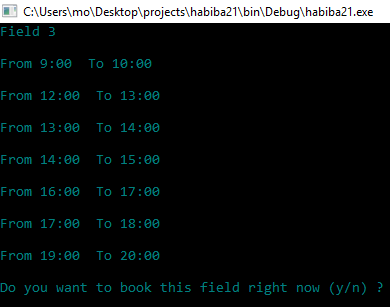 C:\Users\mo\Desktop\projects\habiba21\bin\Debug\habiba21.exe
Field 3
From 9:00  To 10:00
From 12:00  To 13:00
From 13:00  To 14:00
From 14:00  To 15:00
From 16:00  To 17:00
From 17:00  To 18:00
From 19:00  To 20:00
Do you want to book this field right now (y/n) ?